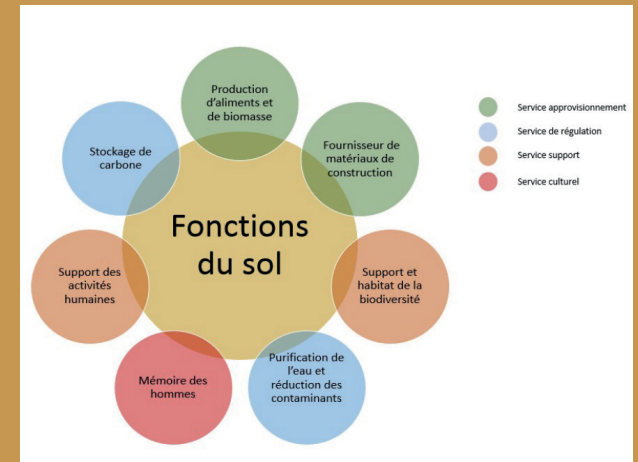 Production
d'aliments et
de biomasse
Fournisseur de
matériaux de
construction
Support et
habitat de la
biodiversité
Purification de
l'eau et
réduction des
contaminants
Mémoire des
hommes
Support des
activités
humaines
Stockage de
carbone
Fonctions
du sol
Service approvisionnement
Service de régulation
Service support
Service culturel